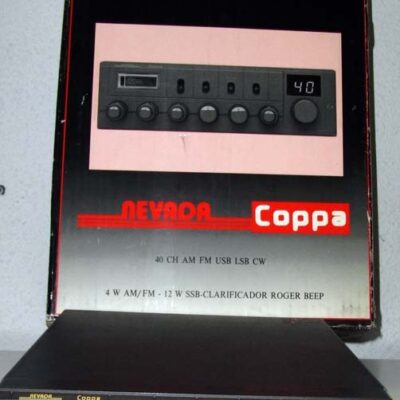 40
NEVADA Coppa
40 CH AM FM USB LSB CW
4 W AM/FM - 12 W SSB-CLARIFICADOR ROGER BEEP
NEVADA Coppa